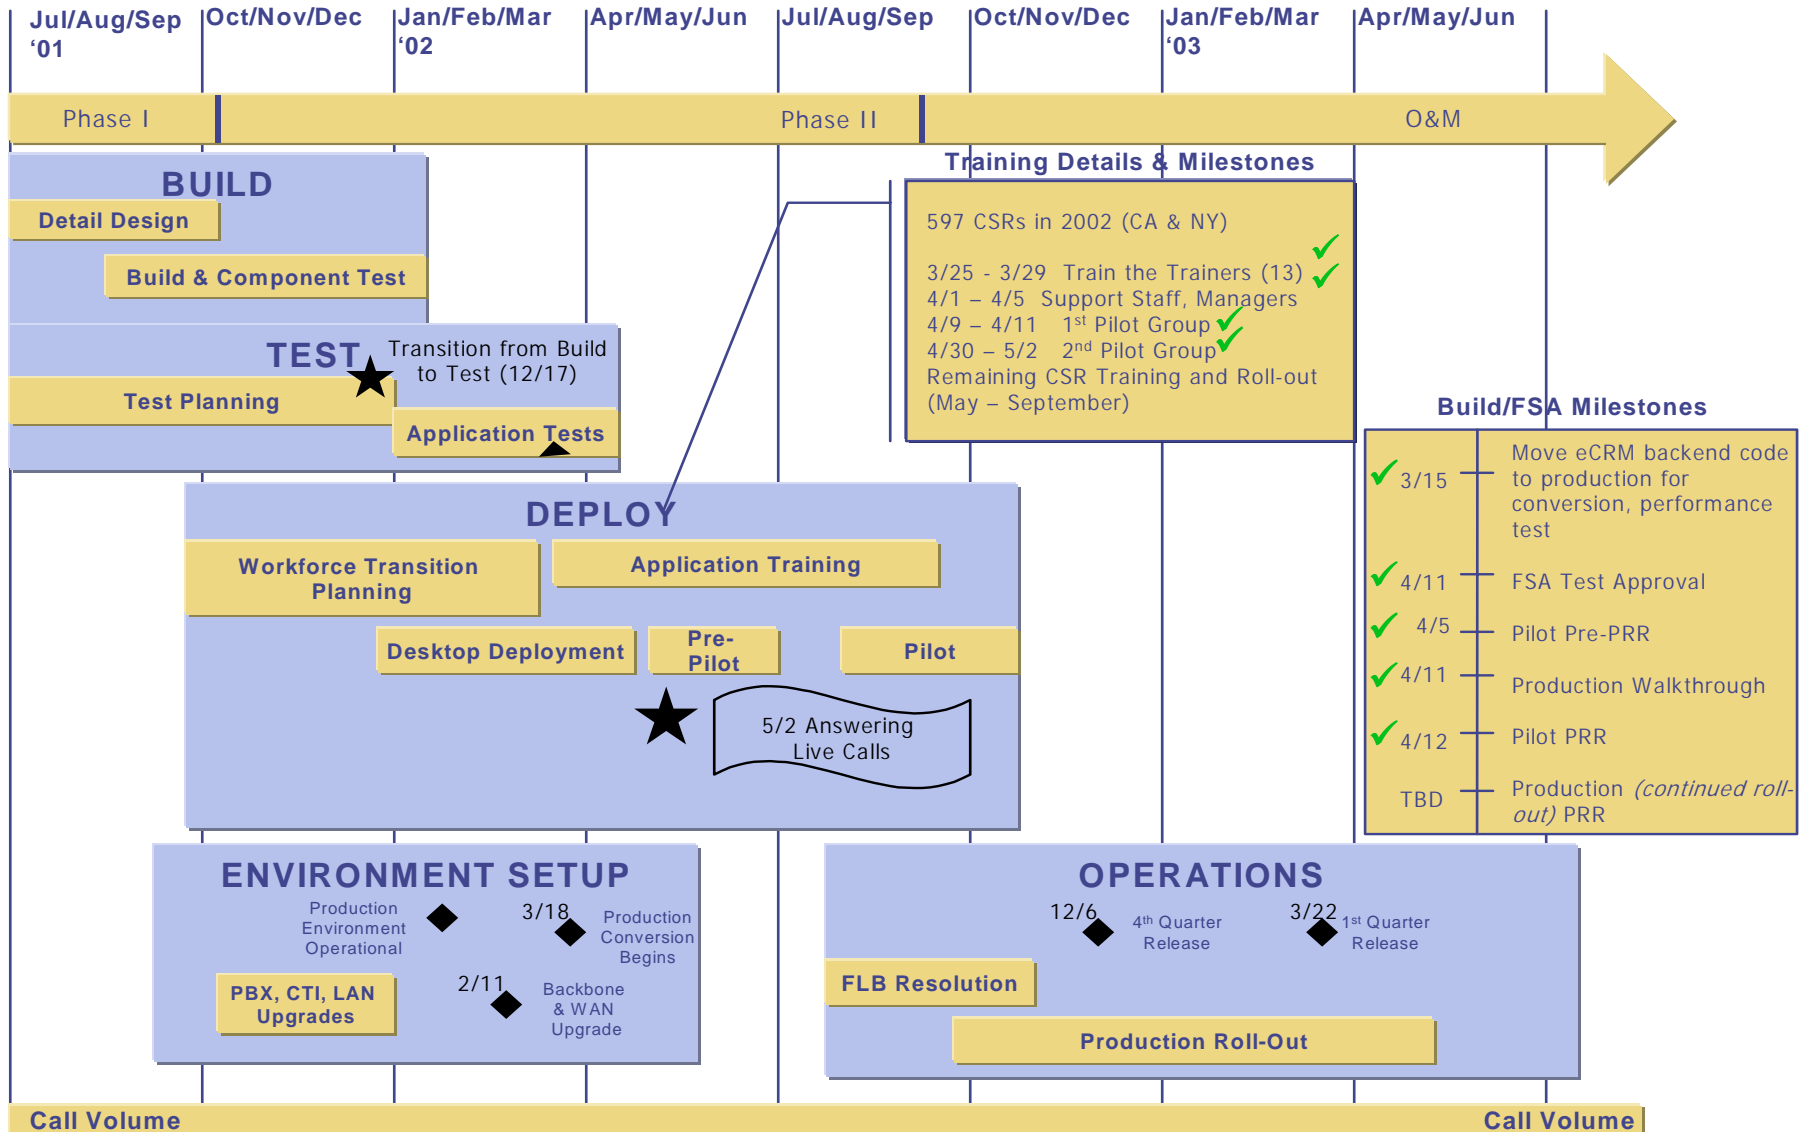 Jul/Aug/Sep
‘01
Oct/Nov/Dec
Jan/Feb/Mar
‘02
Apr/May/Jun
Jul/Aug/Sep
Oct/Nov/Dec
Jan/Feb/Mar
‘03
Apr/May/Jun
Phase I
Phase II
O&M
BUILD
Detail Design
Build & Component Test
TEST
Transition from Build
to Test (12/17)
Test Planning
Application Tests
Training Details & Milestones
597 CSRs in 2002 (CA & NY)
3/25 - 3/29 Train the Trainers (13)
4/1 – 4/5 Support Staff, Managers
4/9 – 4/11 1st Pilot Group
4/30 – 5/2 2nd Pilot Group
Remaining CSR Training and Roll-out
(May – September)
Build/FSA Milestones
3/15 Move eCRM backend code
to production for
conversion, performance
test
4/11 FSA Test Approval
4/5 Pilot Pre-PRR
4/11 Production Walkthrough
4/12 Pilot PRR
TBD Production (continued roll-
out) PRR
DEPLOY
Workforce Transition
Planning
Application Training
Desktop Deployment
Pre-
Pilot
Pilot
5/2 Answering
Live Calls
ENVIRONMENT SETUP
Production
Environment
Operational
3/18
Production
Conversion
Begins
PBX, CTI, LAN
Upgrades
2/11
Backbone
& WAN
Upgrade
OPERATIONS
12/6
4th Quarter
Release
3/22
1st Quarter
Release
FLB Resolution
Production Roll-Out
Call Volume
Call Volume